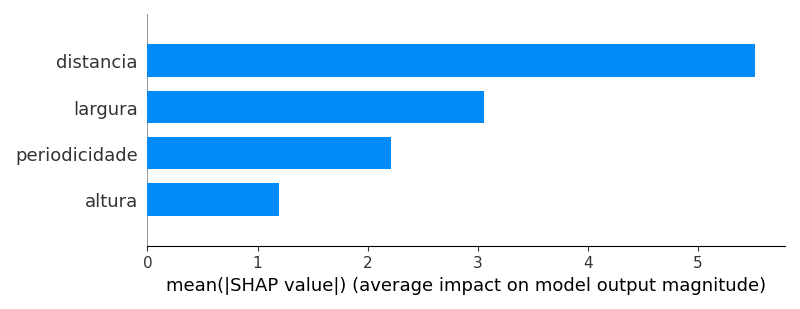 distancia
largura
periodicidade
altura
0 1 2 3 4 5
mean(|SHAP value|) (average impact on model output magnitude)